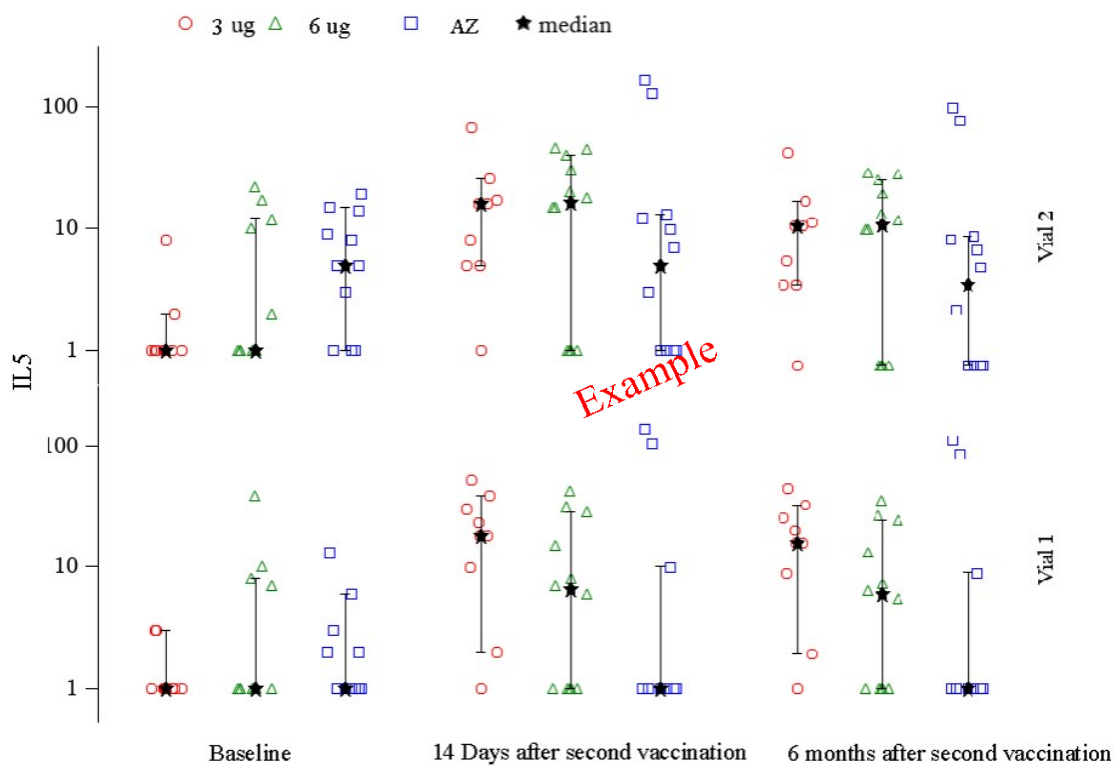 3 ug 6 ug AZ median
100
10
1
Vial 2
IL5
Example
100
10
1
Vial 1
Baseline 14 Days after second vaccination 6 months after second vaccination